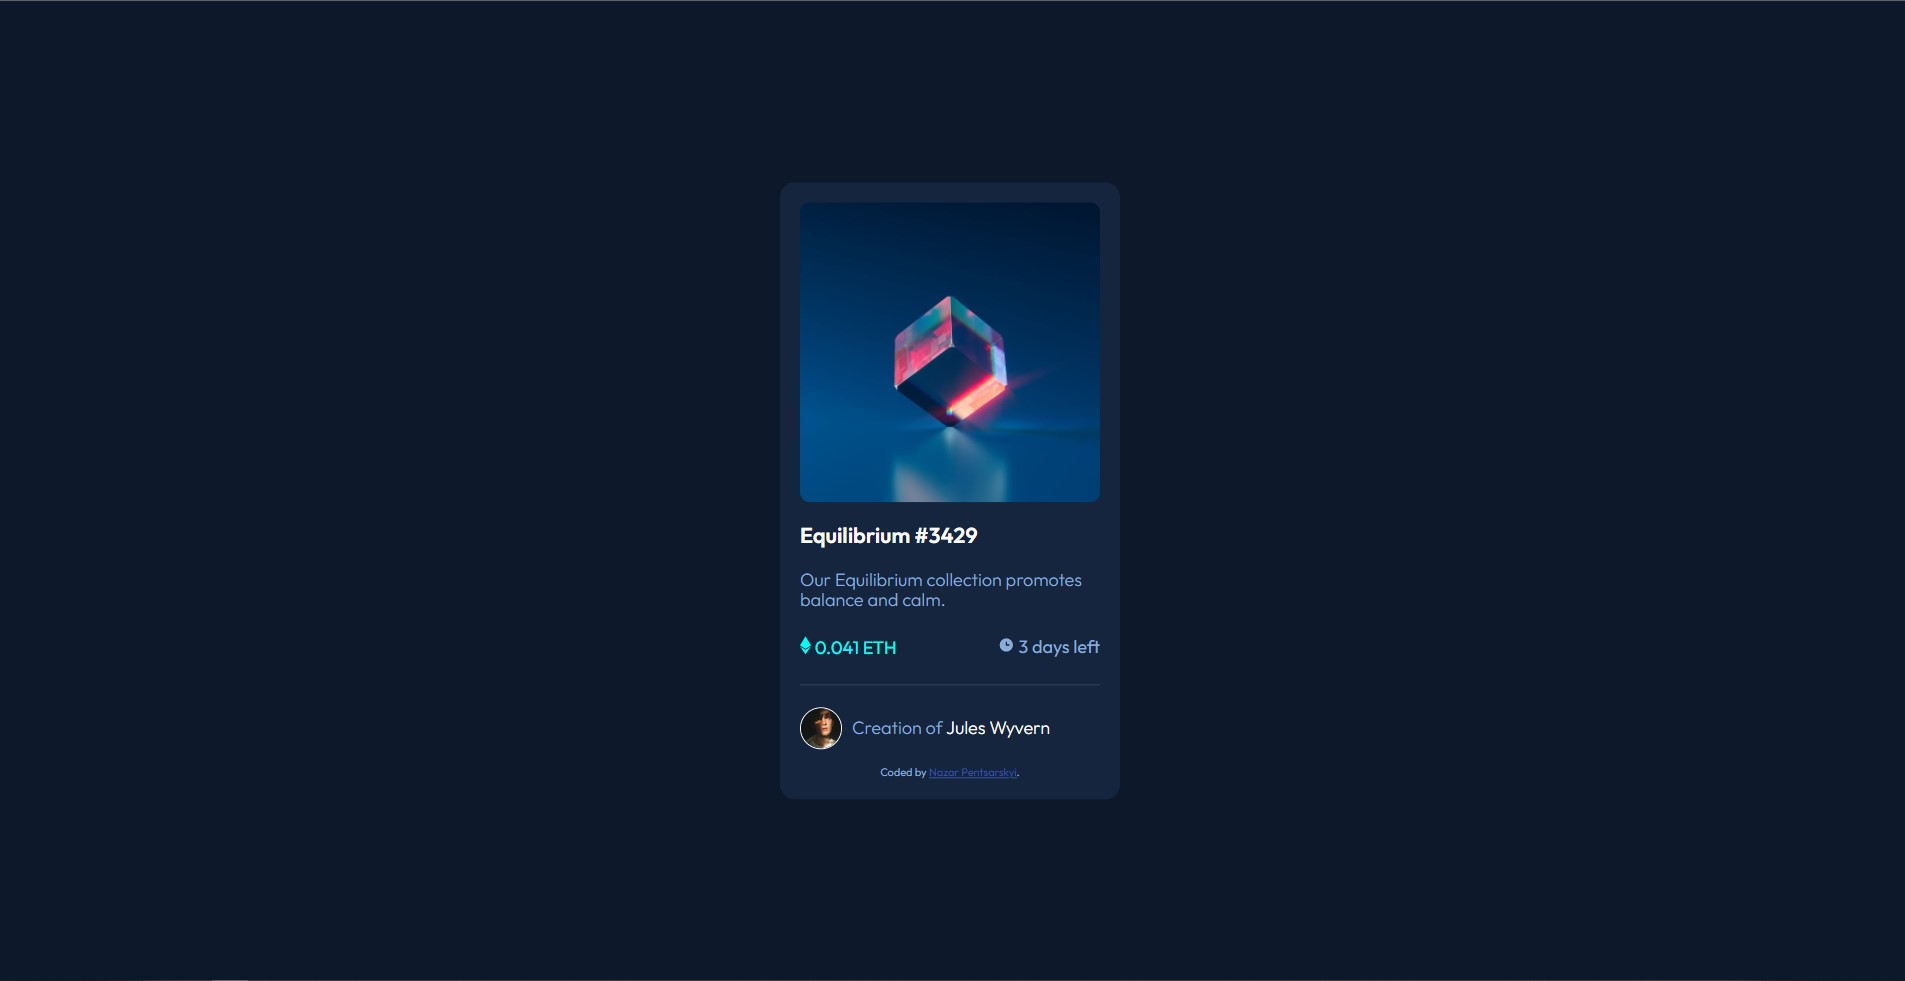 Equilibrium #3429
Our Equilibrium collection promotes
balance and calm.
0.041 ETH
3 days left
Creation of Jules Wyvern
Coded by Nazar Pentsarskyi.